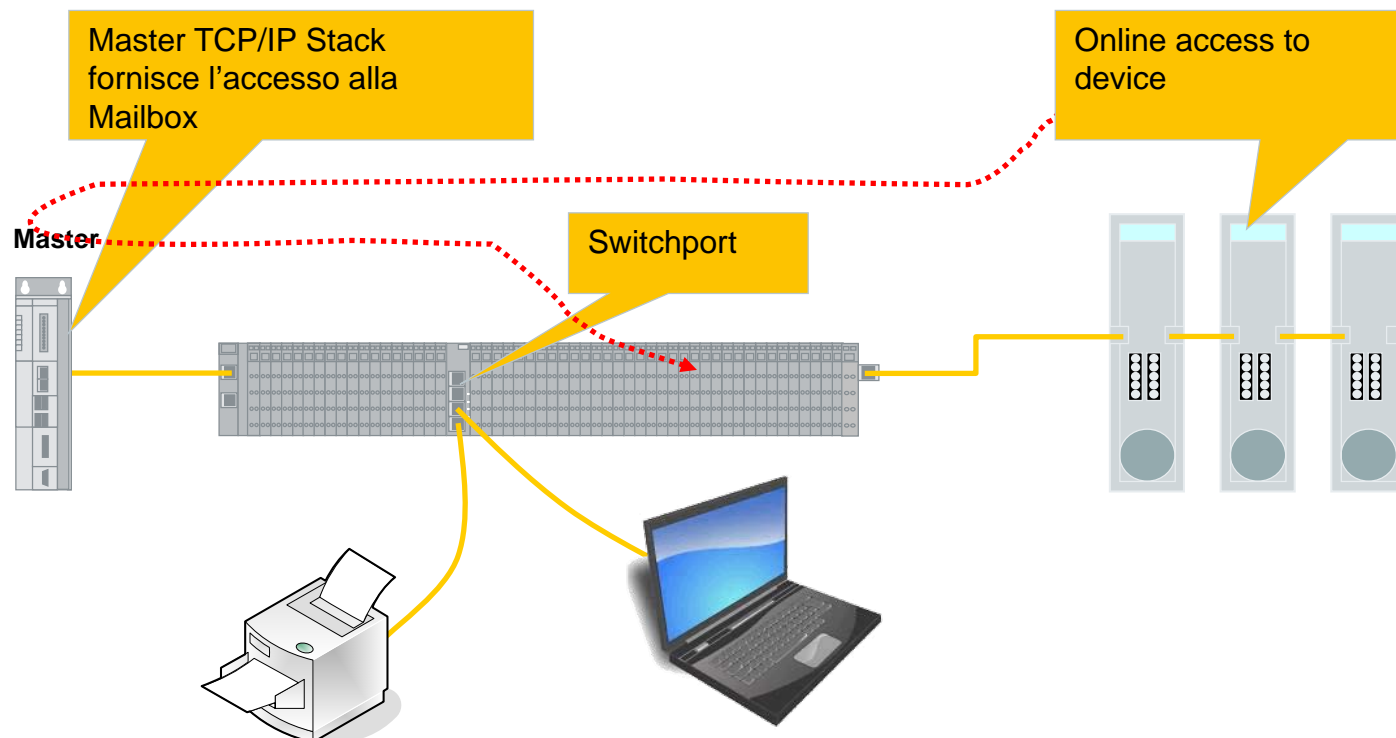 Master TCP/IP Stack
fornisce l’accesso alla
Mailbox
Online access to
device
Master
Switchport